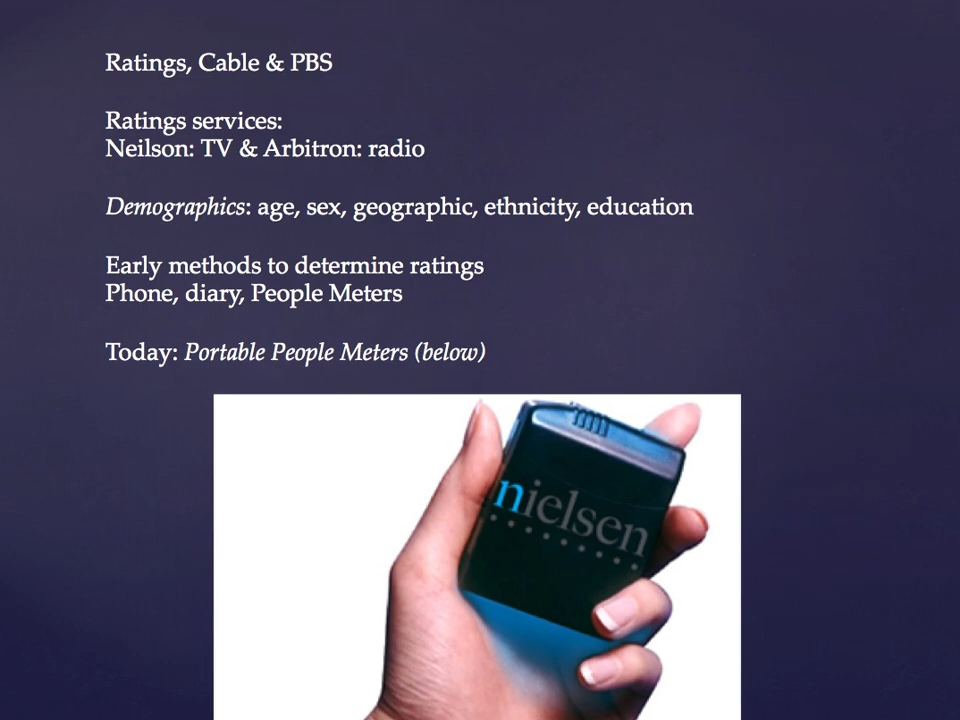 Ratings, Cable & PBS
Ratings services:
Neilson: TV & Arbitron: radio
Demographics: age, sex, geographic, ethnicity, education
Early methods to determine ratings
Phone, diary, People Meters
Today: Portable People Meters (below)
nielsen